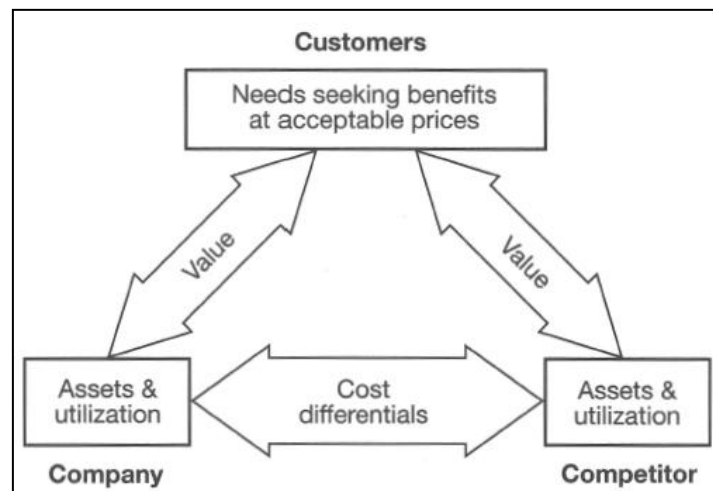 Customers
Needs seeking benefits
at acceptable prices
Value
Value
Assets &
utilization
Cost
differentials
Assets &
utilization
Company
Competitor